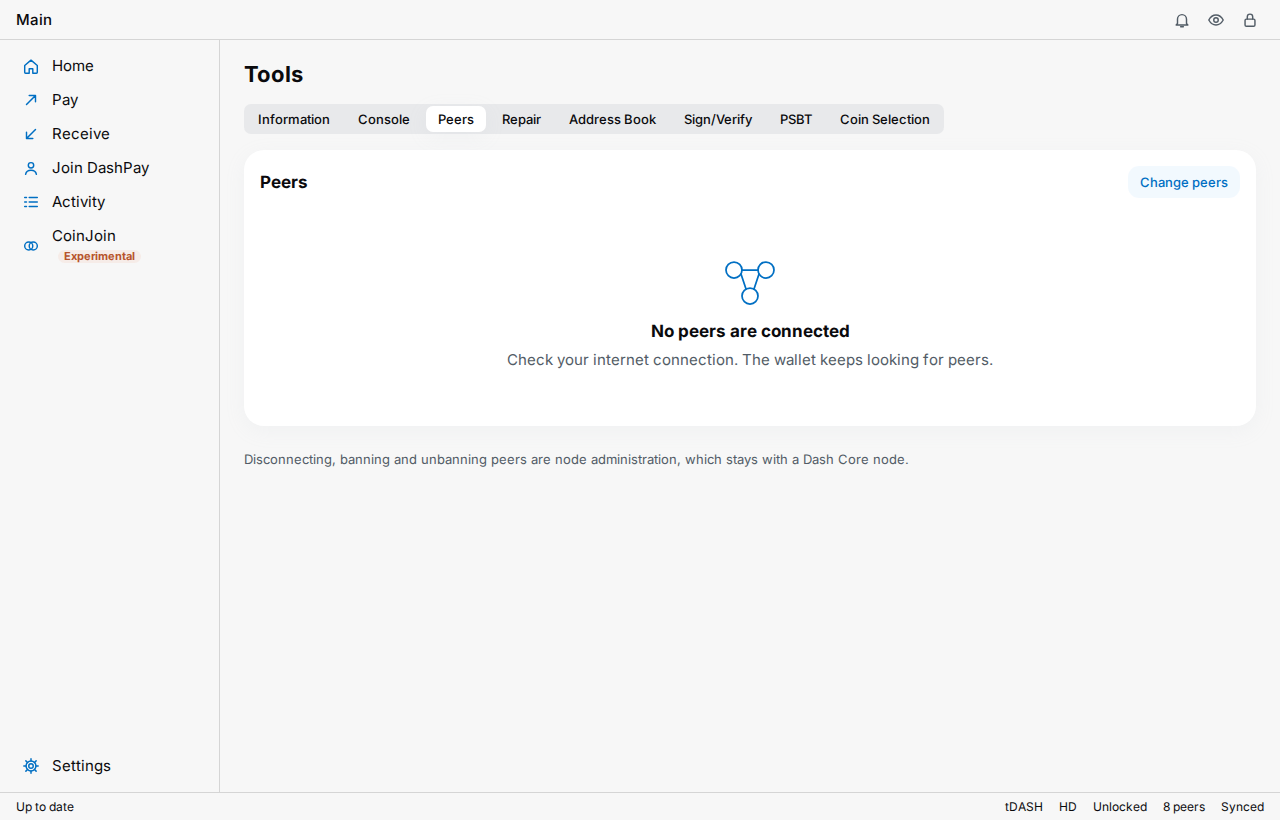 Main
Home
Pay
Receive
Join DashPay
Activity
CoinJoin
Experimental
Settings
Tools
Information Console Peers Repair Address Book Sign/Verify PSBT Coin Selection
Peers
Change peers
No peers are connected
Check your internet connection. The wallet keeps looking for peers.
Disconnecting, banning and unbanning peers are node administration, which stays with a Dash Core node.
Up to date
tDASH HD Unlocked 8 peers Synced